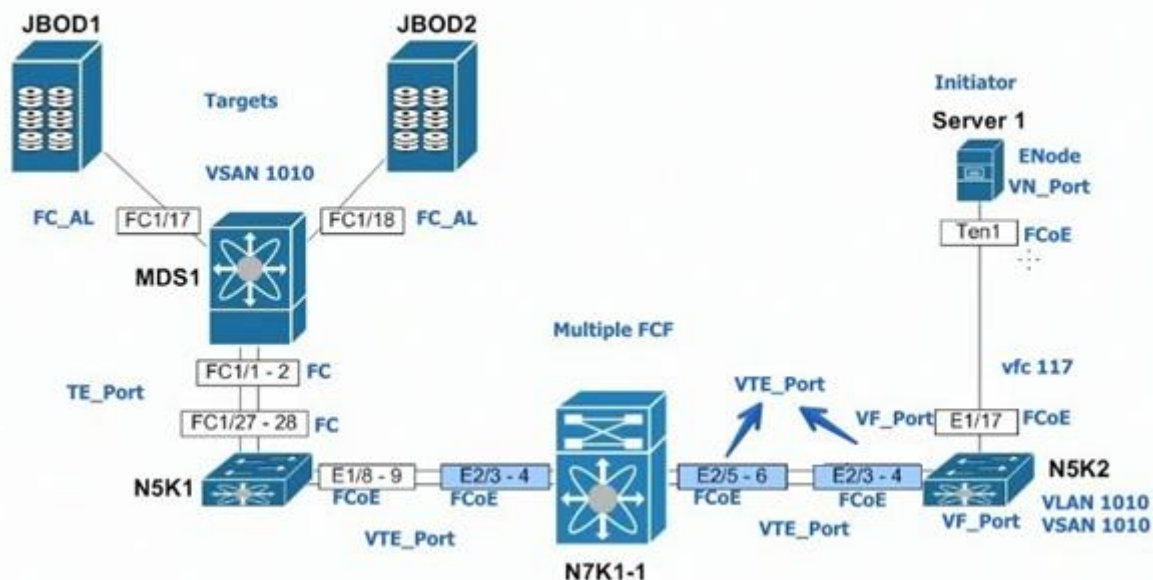 JBOD1
JBOD2
Targets
Initiator
Server 1
VSAN 1010
ENode
VN_Port
FC_AL
FC1/17
FC1/18
FC_AL
Ten1
FCoE
MDS1
Multiple FCF
FC1/1 - 2
FC
vfc 117
TE_Port
VTE_Port
FC1/27 - 28
FC
VF_Port
E1/17
FCoE
N5K1
E1/8 - 9
E2/3 - 4
E2/5 - 6
E2/3 - 4
N5K2
FCoE
FCoE
FCoE
FCoE
VLAN 1010
VSAN 1010
VTE_Port
VTE_Port
VF_Port
N7K1-1